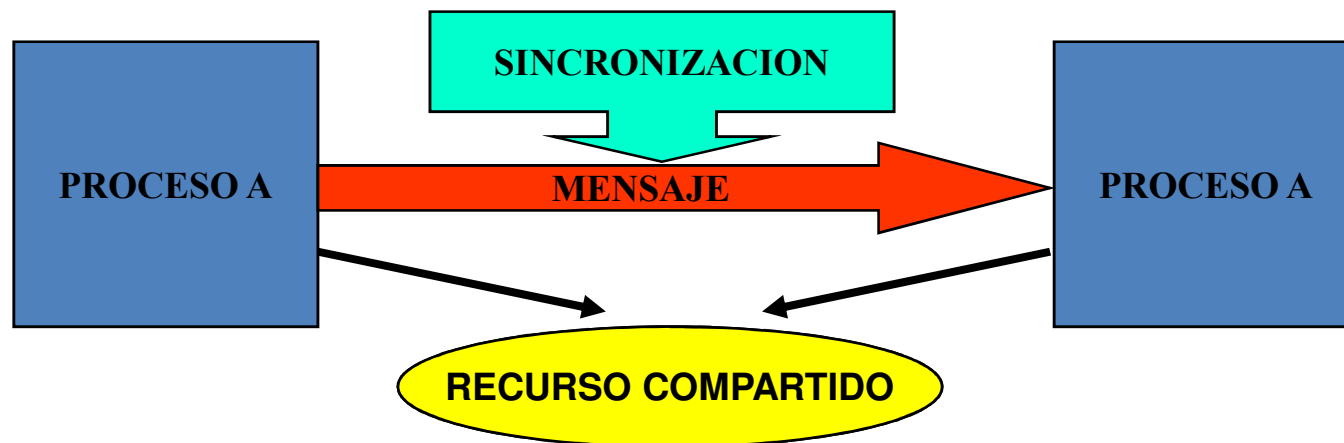 SINCRONIZACION
PROCESO A
MENSAJE
PROCESO A
RECURSO COMPARTIDO